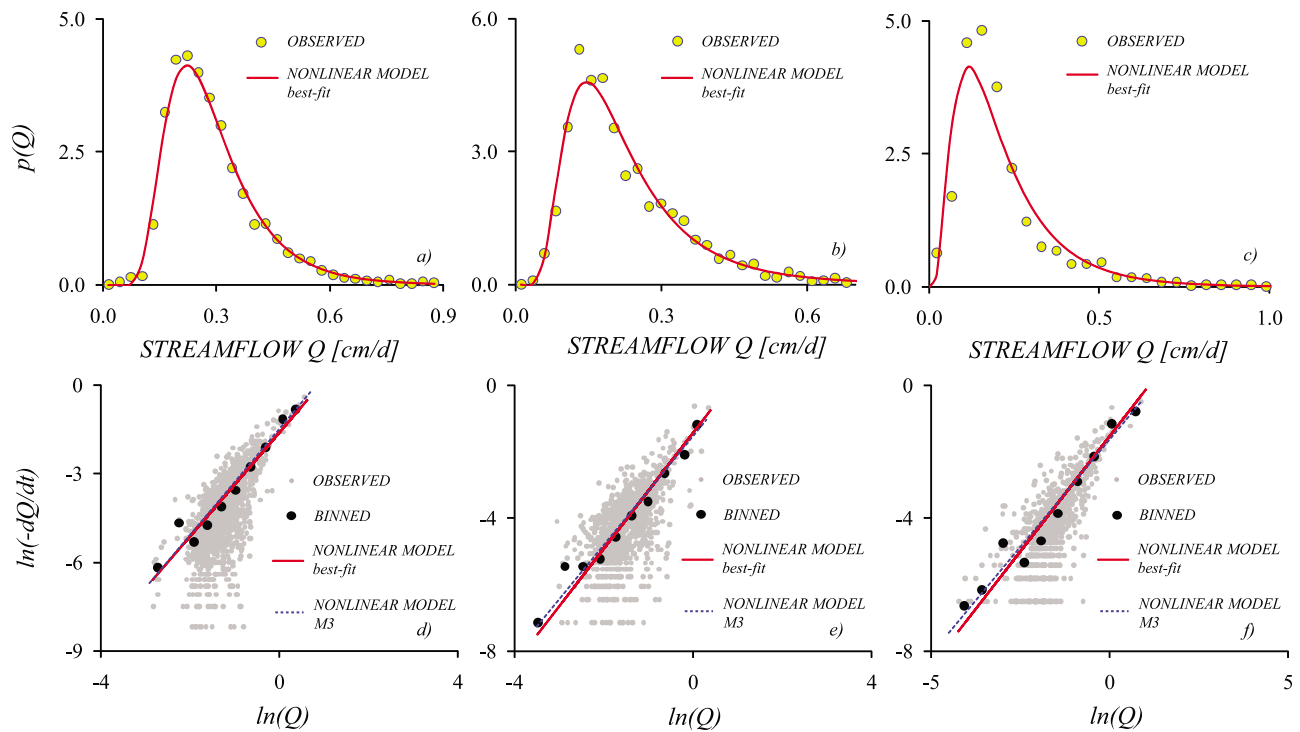 5.0
2.5
0.0
p(Q)
OBSERVED
NONLINEAR MODEL
best-fit
a)
0.0
0.3
0.6
0.9
STREAMFLOW Q [cm/d]
6.0
4.0
2.0
0.0
OBSERVED
NONLINEAR MODEL
best-fit
b)
0.0
0.3
0.6
STREAMFLOW Q [cm/d]
5.0
2.5
0.0
OBSERVED
NONLINEAR MODEL
best-fit
c)
0.0
0.5
1.0
STREAMFLOW Q [cm/d]
0
-3
-6
-9
ln(-dQ/dt)
OBSERVED
BINNED
NONLINEAR MODEL
best-fit
NONLINEAR MODEL
M3
d)
-4
0
4
ln(Q)
0
-4
-8
OBSERVED
BINNED
NONLINEAR MODEL
best-fit
NONLINEAR MODEL
M3
e)
-4
0
4
ln(Q)
-0
-4
-8
OBSERVED
BINNED
NONLINEAR MODEL
best-fit
NONLINEAR MODEL
M3
f)
-5
0
5
ln(Q)